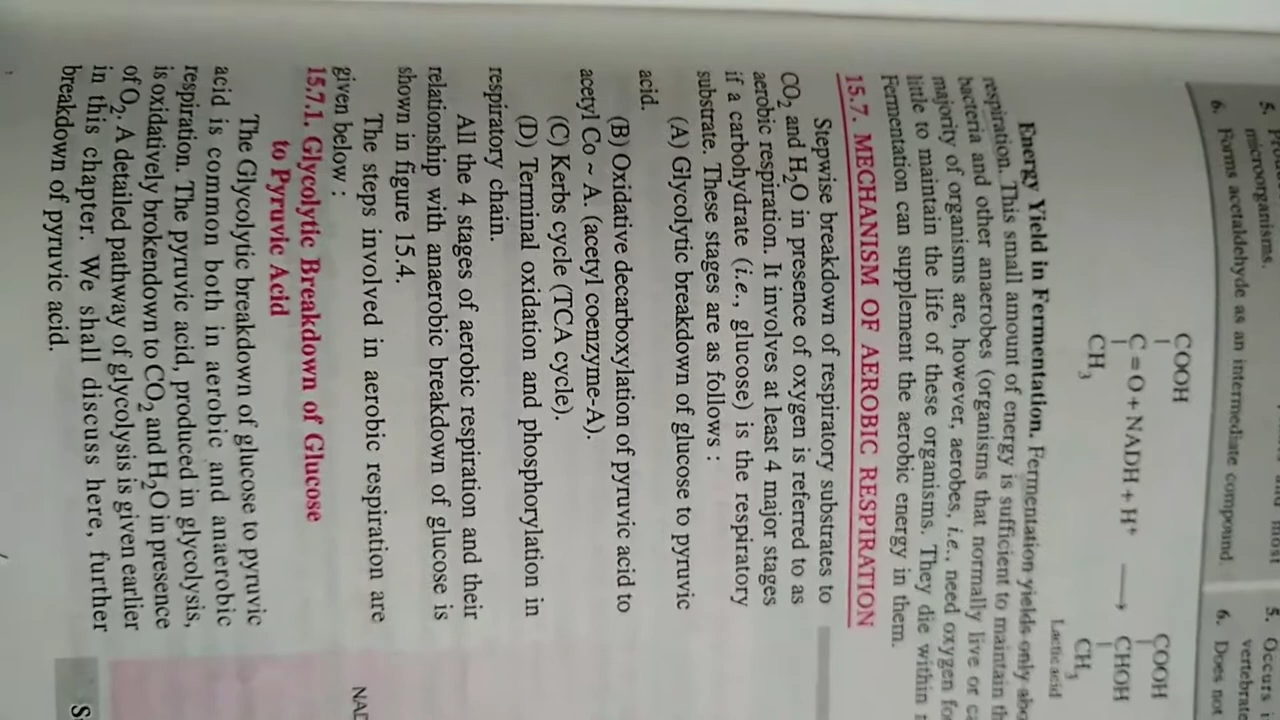 microorganisms.
6. Forms acetaldehyde as an intermediate compound.
5. Occurs
6. Does not
COOH
C = O + NADH + H⁺ ⟶
CH₃
COOH
CHOH
CH₃
Lactic acid
Energy Yield in Fermentation. Fermentation yields only
respiration. This small amount of energy is sufficient to maintain
bacteria and other anaerobes (organisms that normally live or
majority of organisms are, however, aerobes, i.e., need oxygen
little to maintain the life of these organisms. They die within
Fermentation can supplement the aerobic energy in them.
15.7. MECHANISM OF AEROBIC RESPIRATION
Stepwise breakdown of respiratory substrates to
CO₂ and H₂O in presence of oxygen is referred to as
aerobic respiration. It involves at least 4 major stages
if a carbohydrate (i.e., glucose) is the respiratory
substrate. These stages are as follows :
(A) Glycolytic breakdown of glucose to pyruvic
acid.
(B) Oxidative decarboxylation of pyruvic acid to
acetyl Co ~ A. (acetyl coenzyme-A).
(C) Kerbs cycle (TCA cycle).
(D) Terminal oxidation and phosphorylation in
respiratory chain.
All the 4 stages of aerobic respiration and their
relationship with anaerobic breakdown of glucose is
shown in figure 15.4.
The steps involved in aerobic respiration are
given below :
15.7.1. Glycolytic Breakdown of Glucose
to Pyruvic Acid
The Glycolytic breakdown of glucose to pyruvic
acid is common both in aerobic and anaerobic
respiration. The pyruvic acid, produced in glycolysis,
is oxidatively brokendown to CO₂ and H₂O in presence
of O₂. A detailed pathway of glycolysis is given earlier
in this chapter. We shall discuss here, further
breakdown of pyruvic acid.